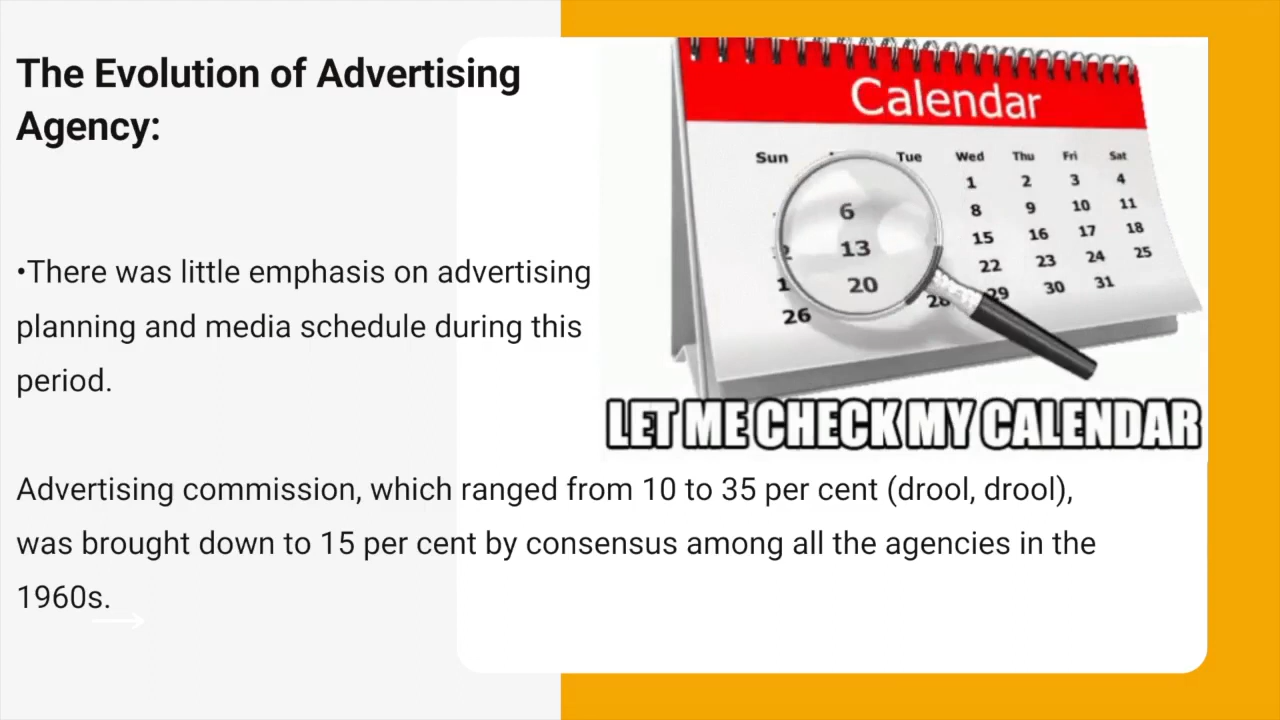 The Evolution of Advertising
Agency:
•There was little emphasis on advertising
planning and media schedule during this
period.
Calendar
Sun Tue Wed Thu Fri Sat
1 2 3 4
6 8 9 10 11
13 15 16 17 18
20 22 23 24 25
26 28 29 30 31
LET ME CHECK MY CALENDAR
Advertising commission, which ranged from 10 to 35 per cent (drool, drool),
was brought down to 15 per cent by consensus among all the agencies in the
1960s.